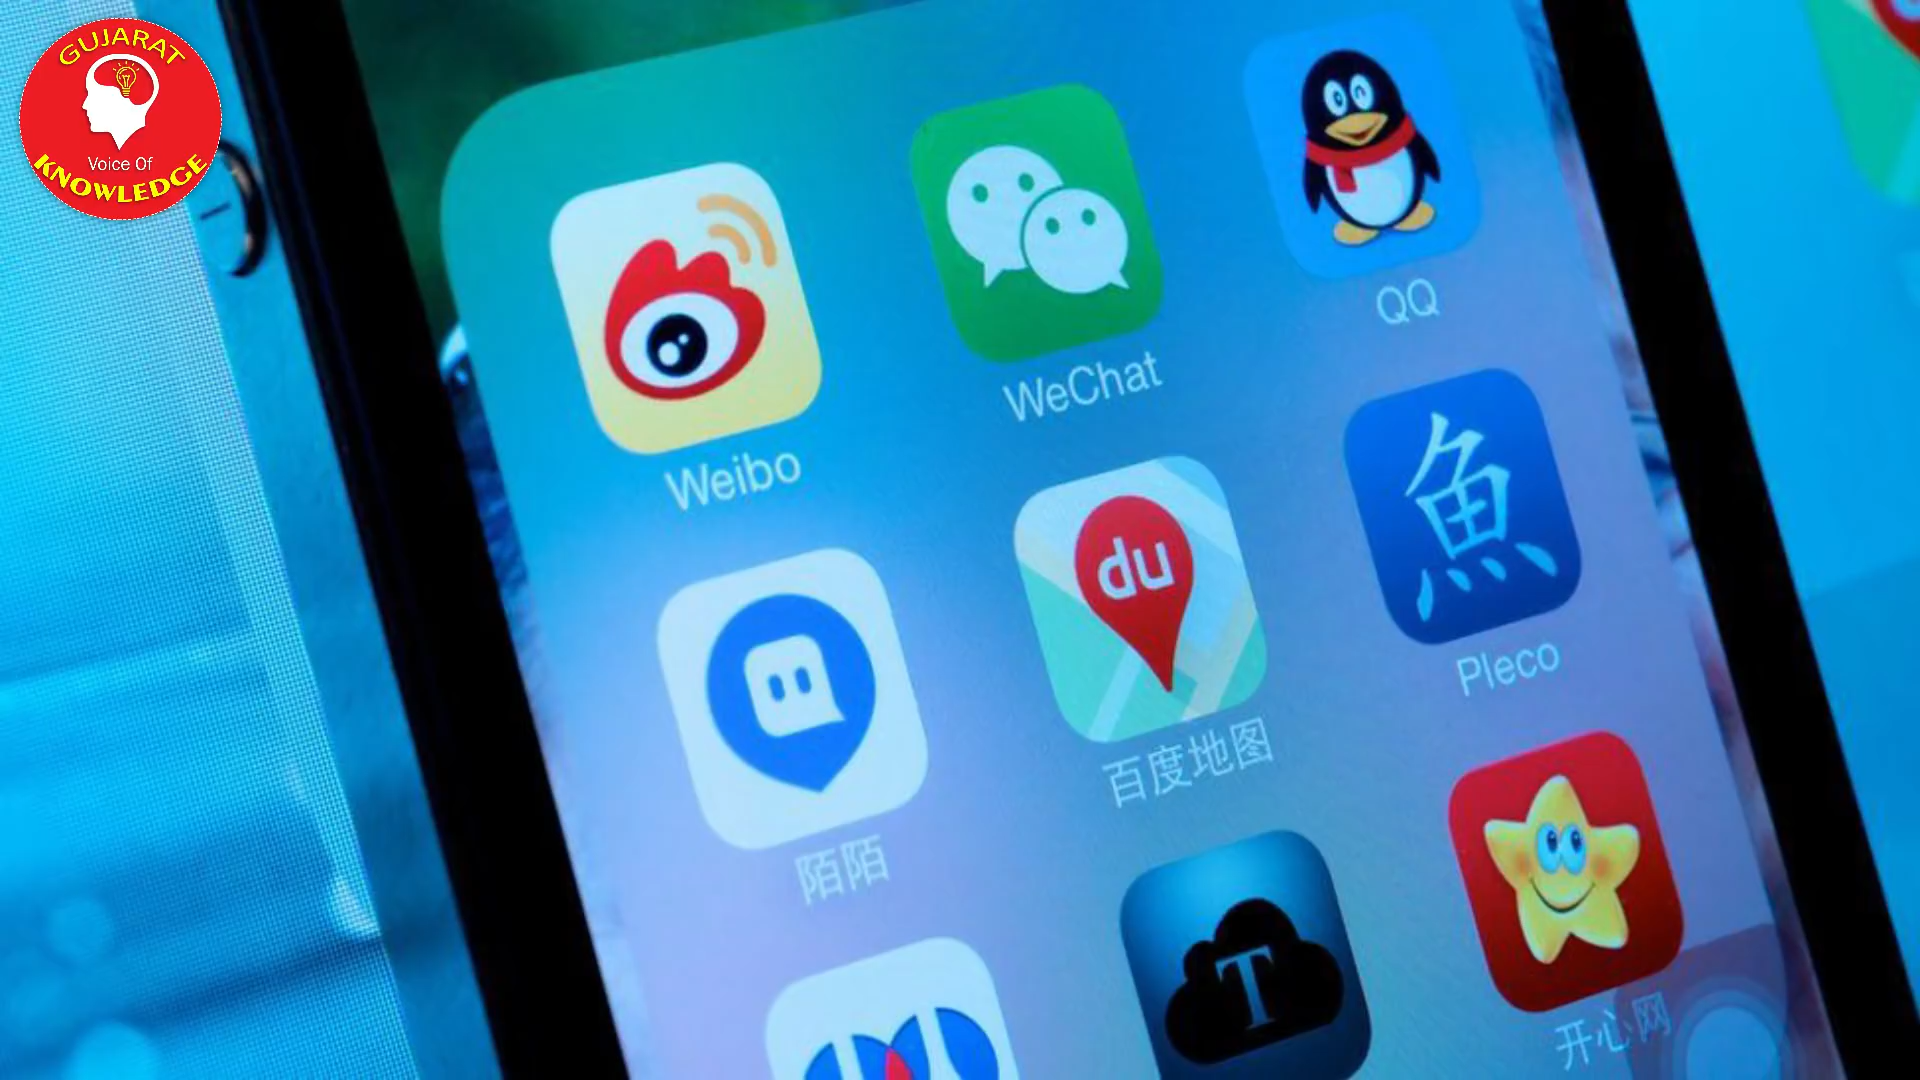 GUJARAT
Voice Of
KNOWLEDGE
Weibo
WeChat
QQ
陌陌
du
百度地图
魚
Pleco
T
开心网